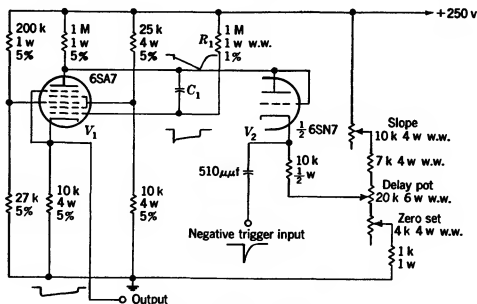 +250 v
200 k
1 w
5%
1 M
1 w
5%
25 k
4 w
5%
R₁
1 M
1 w w.w.
1%
6SA7
C₁
V₁
V₂
½ 6SN7
Slope
10 k 4 w w.w.
7 k 4 w w.w.
Delay pot
20 k 6 w w.w.
Zero set
4 k 4 w w.w.
1 k
1 w
510 μμf
10 k
½ w
27 k
5%
10 k
4 w
5%
10 k
4 w
5%
Negative trigger input
Output